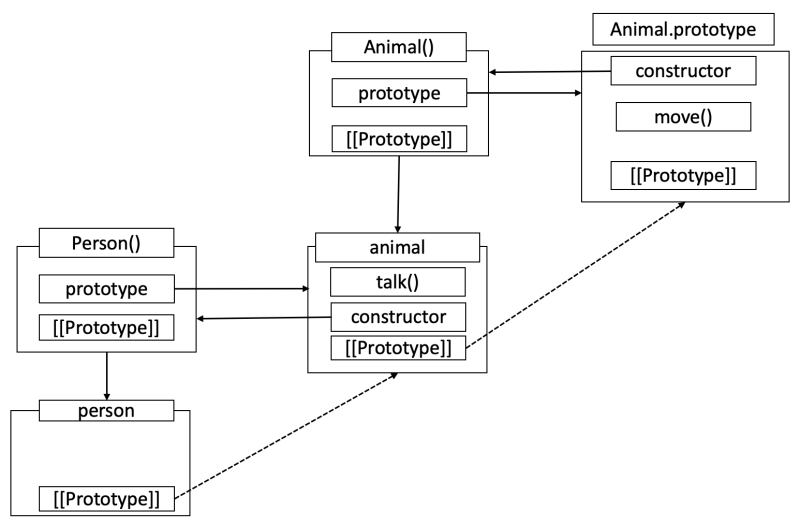 Animal()
prototype
[[Prototype]]
Animal.prototype
constructor
move()
[[Prototype]]
Person()
prototype
[[Prototype]]
animal
talk()
constructor
[[Prototype]]
person
[[Prototype]]